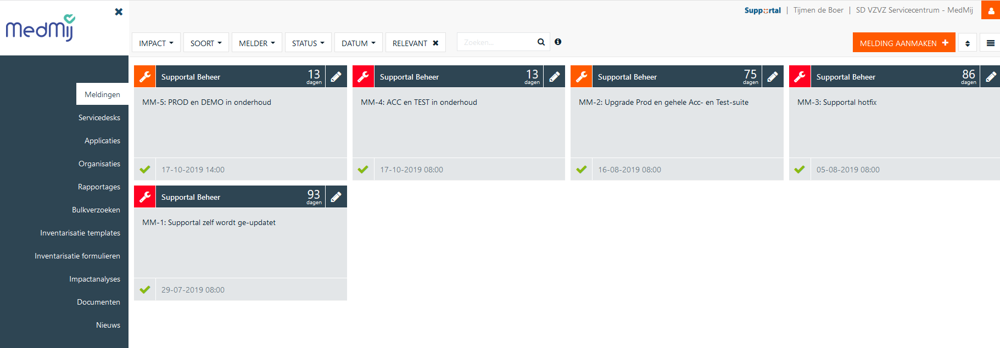 medmij
Supportal | Tijmen de Boer | SD VZVZ Servicecentrum - MedMij
IMPACT SOORT MELDER STATUS DATUM RELEVANT Zoeken... MELDING AANMAKEN
Meldingen
Servicedesks
Applicaties
Organisaties
Rapportages
Bulkverzoeken
Inventarisatie templates
Inventarisatie formulieren
Impactanalyses
Documenten
Nieuws
Supportal Beheer 13 dagen
MM-5: PROD en DEMO in onderhoud
17-10-2019 14:00
Supportal Beheer 13 dagen
MM-4: ACC en TEST in onderhoud
17-10-2019 08:00
Supportal Beheer 75 dagen
MM-2: Upgrade Prod en gehele Acc- en Test-suite
16-08-2019 08:00
Supportal Beheer 86 dagen
MM-3: Supportal hotfix
05-08-2019 08:00
Supportal Beheer 93 dagen
MM-1: Supportal zelf wordt ge-updatet
29-07-2019 08:00